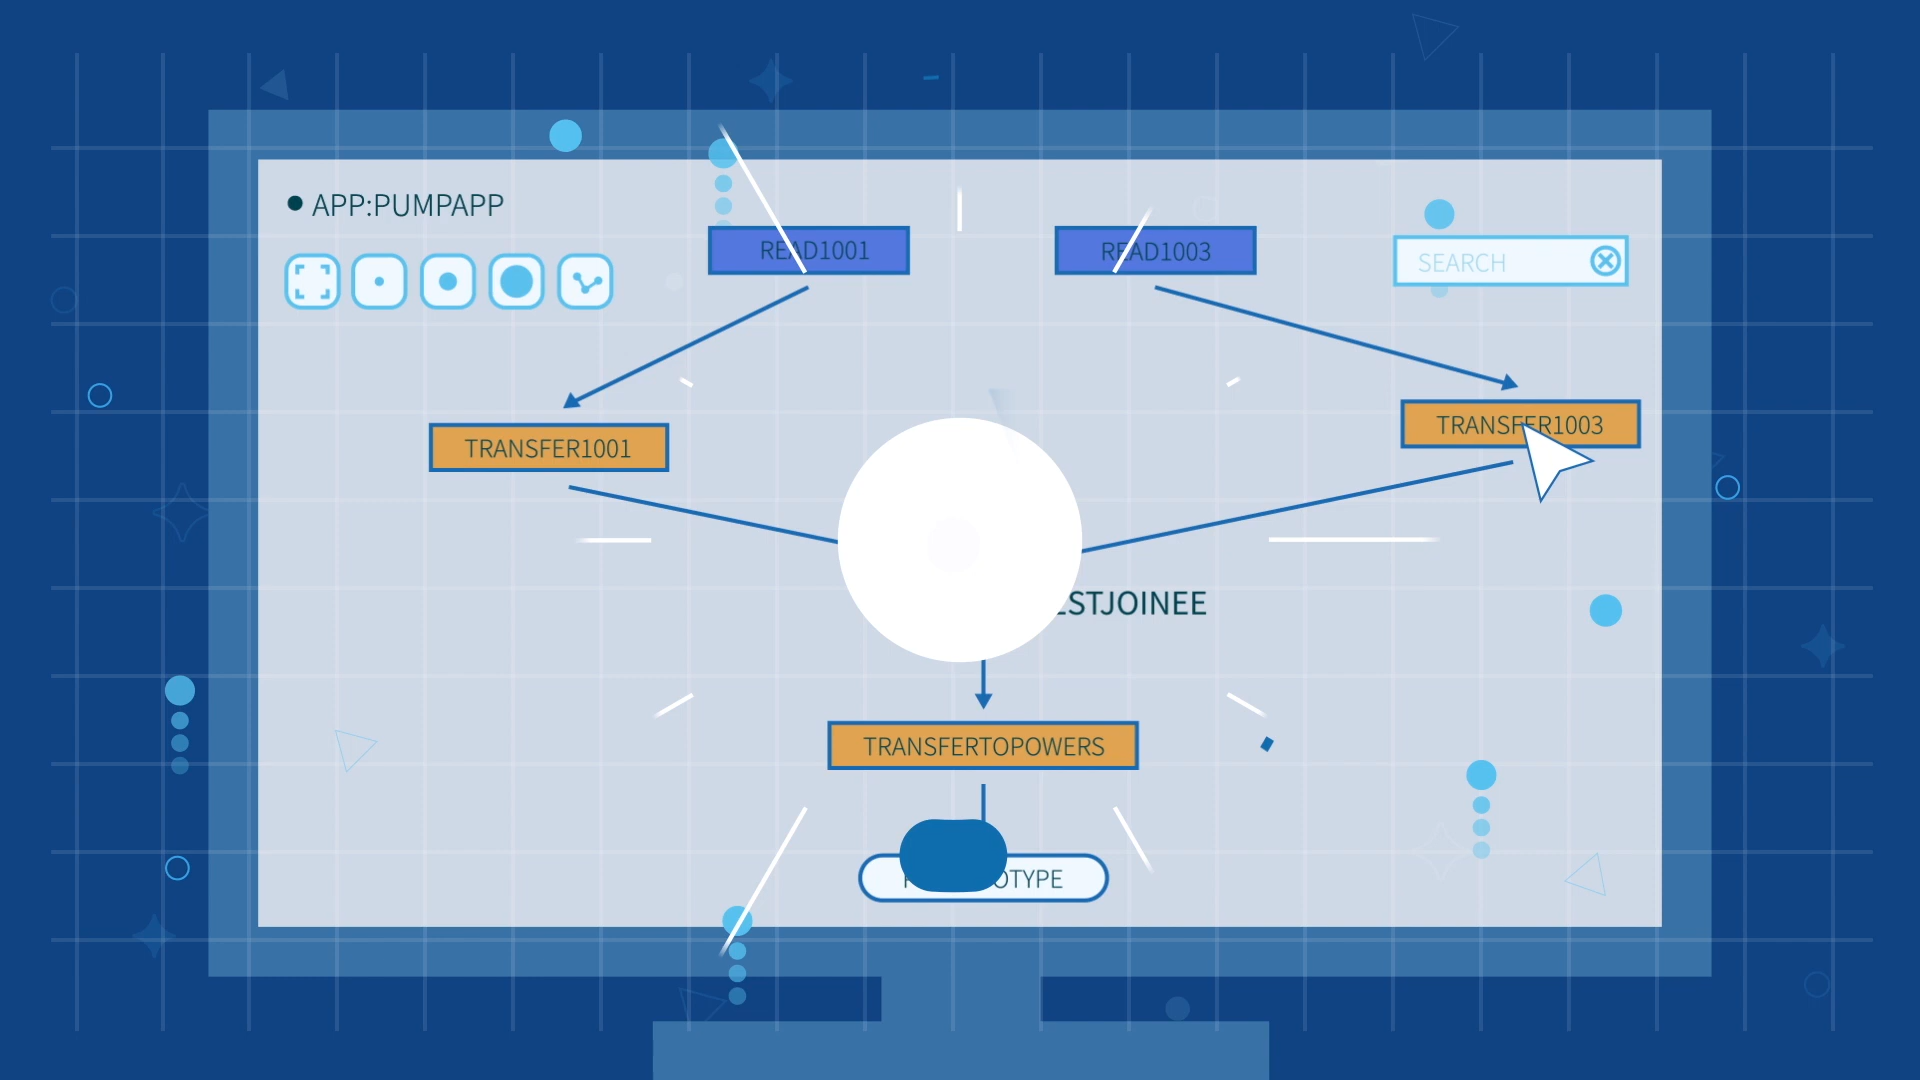 APP:PUMPAPP
READ1001
READ1003
SEARCH
TRANSFER1001
TRANSFER1003
TRANSFERTOPOWERS